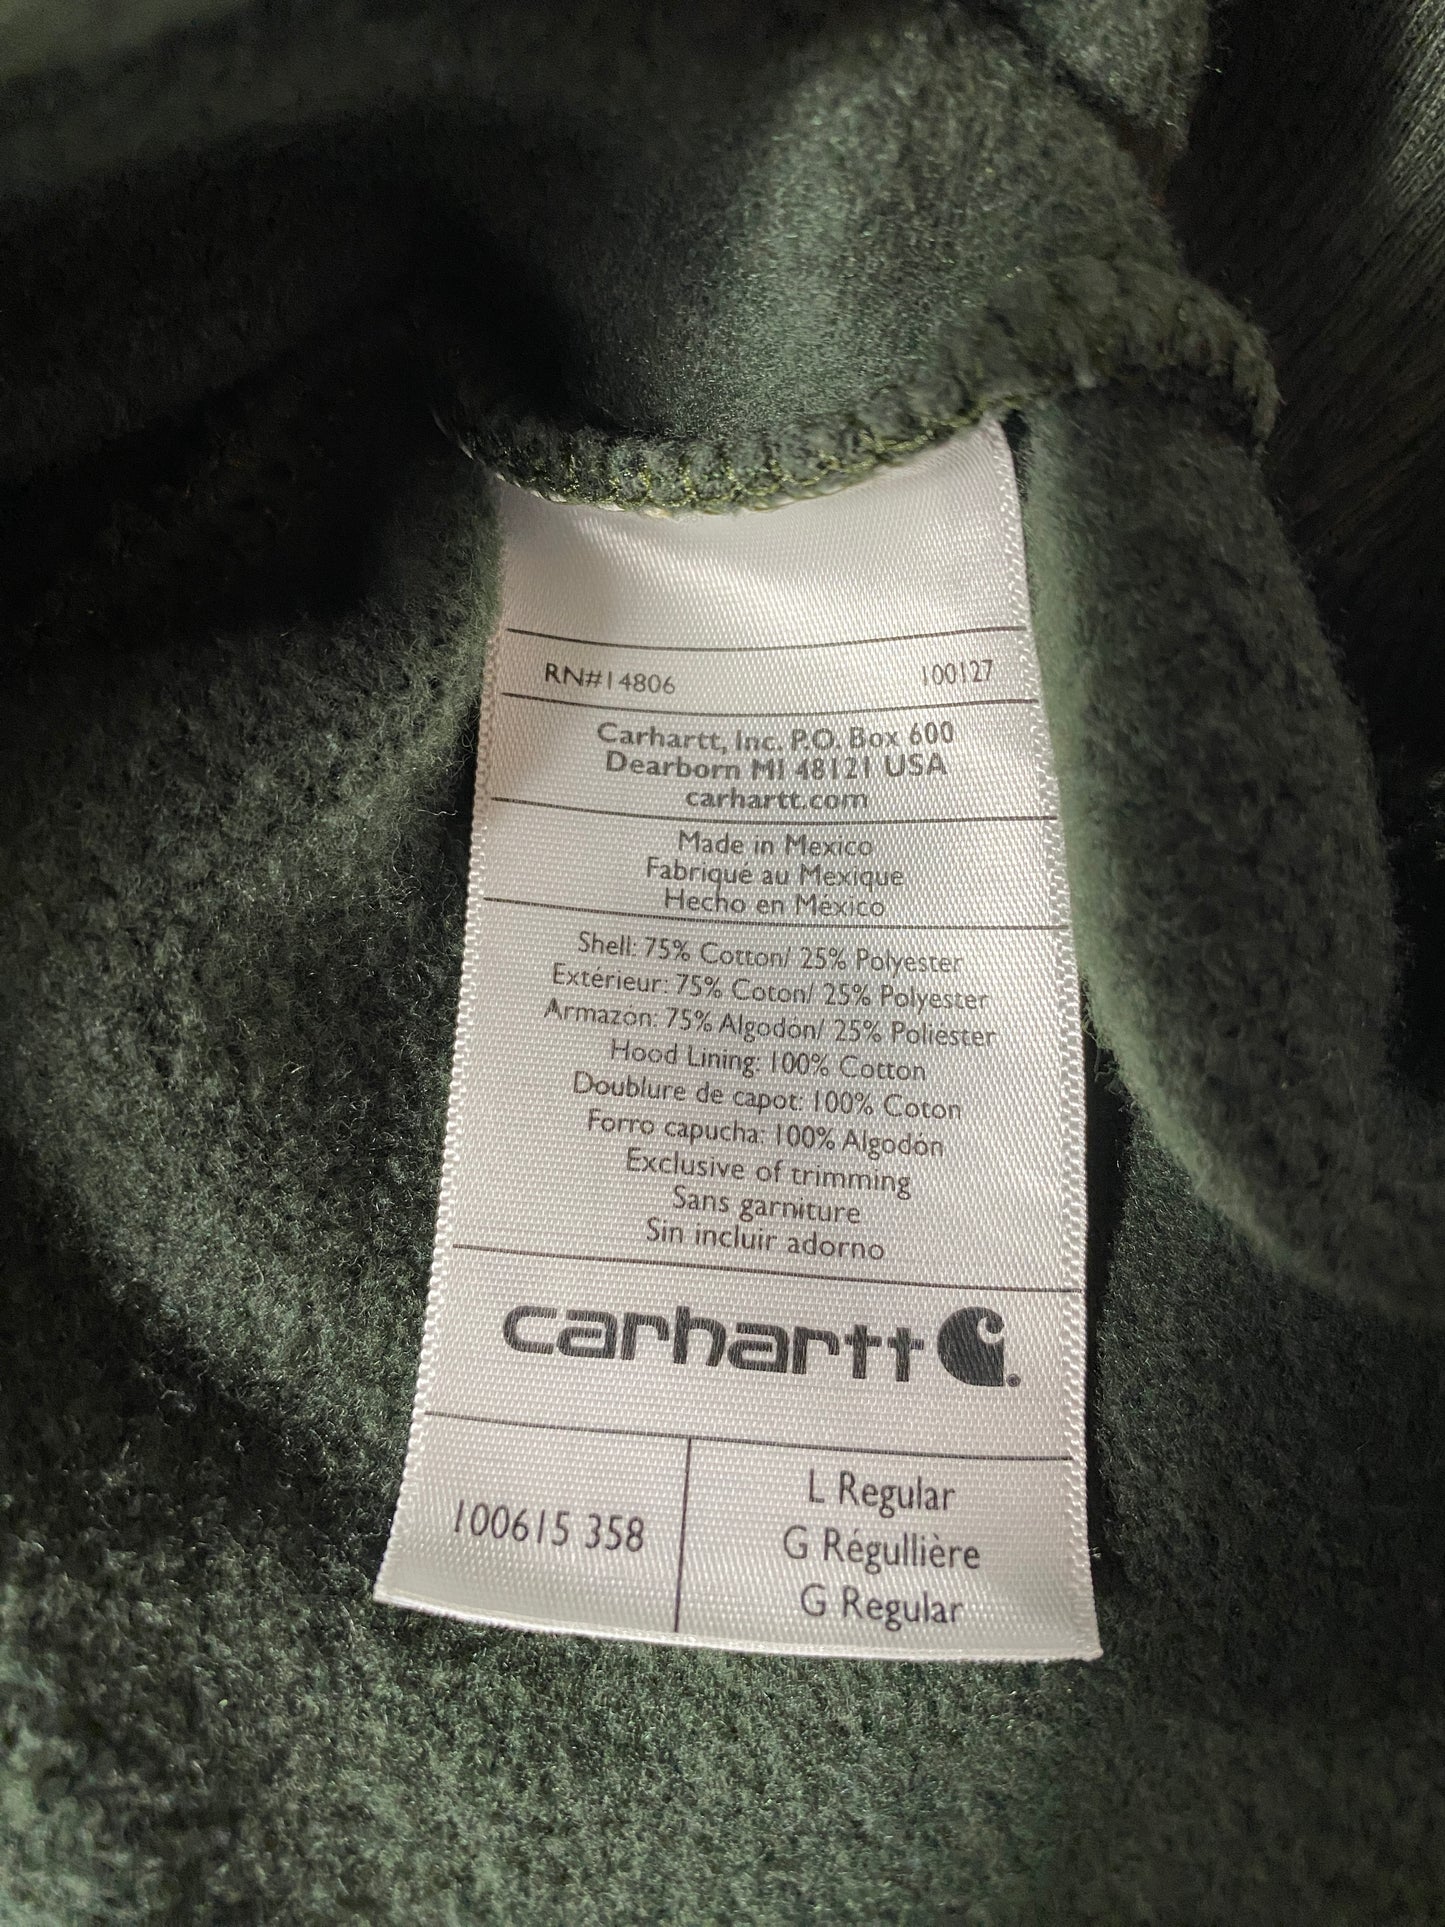 RN#14806 100127
Carhartt, Inc. P.O. Box 600
Dearborn MI 48121 USA
carhartt.com
Made in Mexico
Fabriqué au Mexique
Hecho en México
Shell: 75% Cotton/ 25% Polyester
Extérieur: 75% Coton/ 25% Polyester
Armazon: 75% Algodón/ 25% Poliester
Hood Lining: 100% Cotton
Doublure de capot: 100% Coton
Forro capucha: 100% Algodón
Exclusive of trimming
Sans garniture
Sin incluir adorno
carhartt
100615 358
L Regular
G Régullière
G Regular